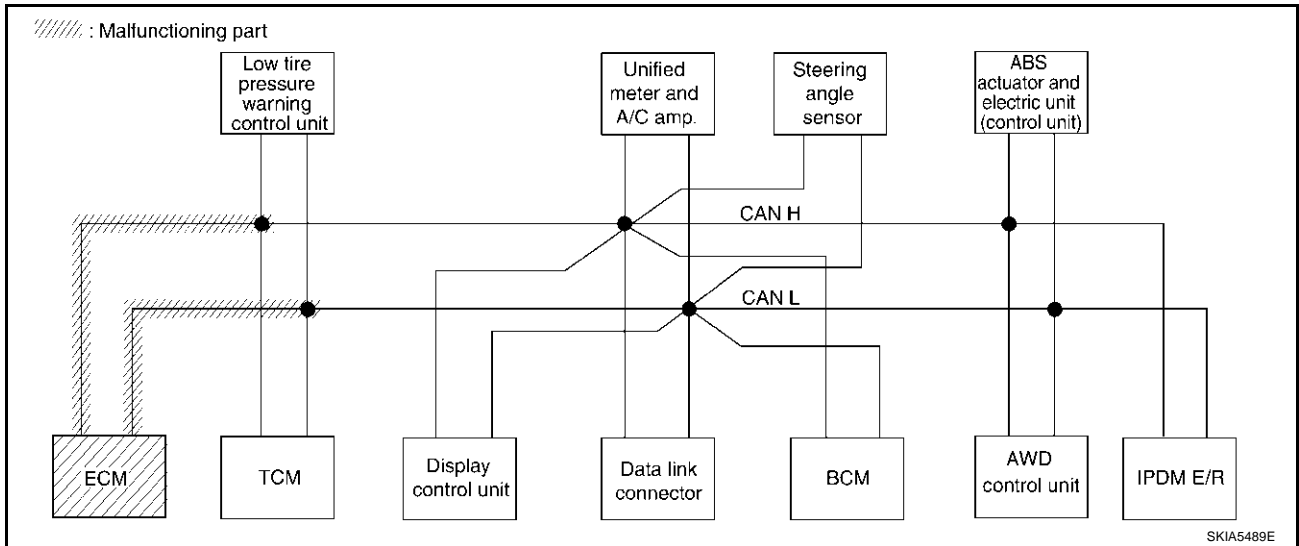 : Malfunctioning part
Low tire
pressure
warning
control unit
Unified
meter and
A/C amp.
Steering
angle
sensor
ABS
actuator and
electric unit
(control unit)
CAN H
CAN L
ECM
TCM
Display
control unit
Data link
connector
BCM
AWD
control unit
IPDM E/R
SKIA5489E